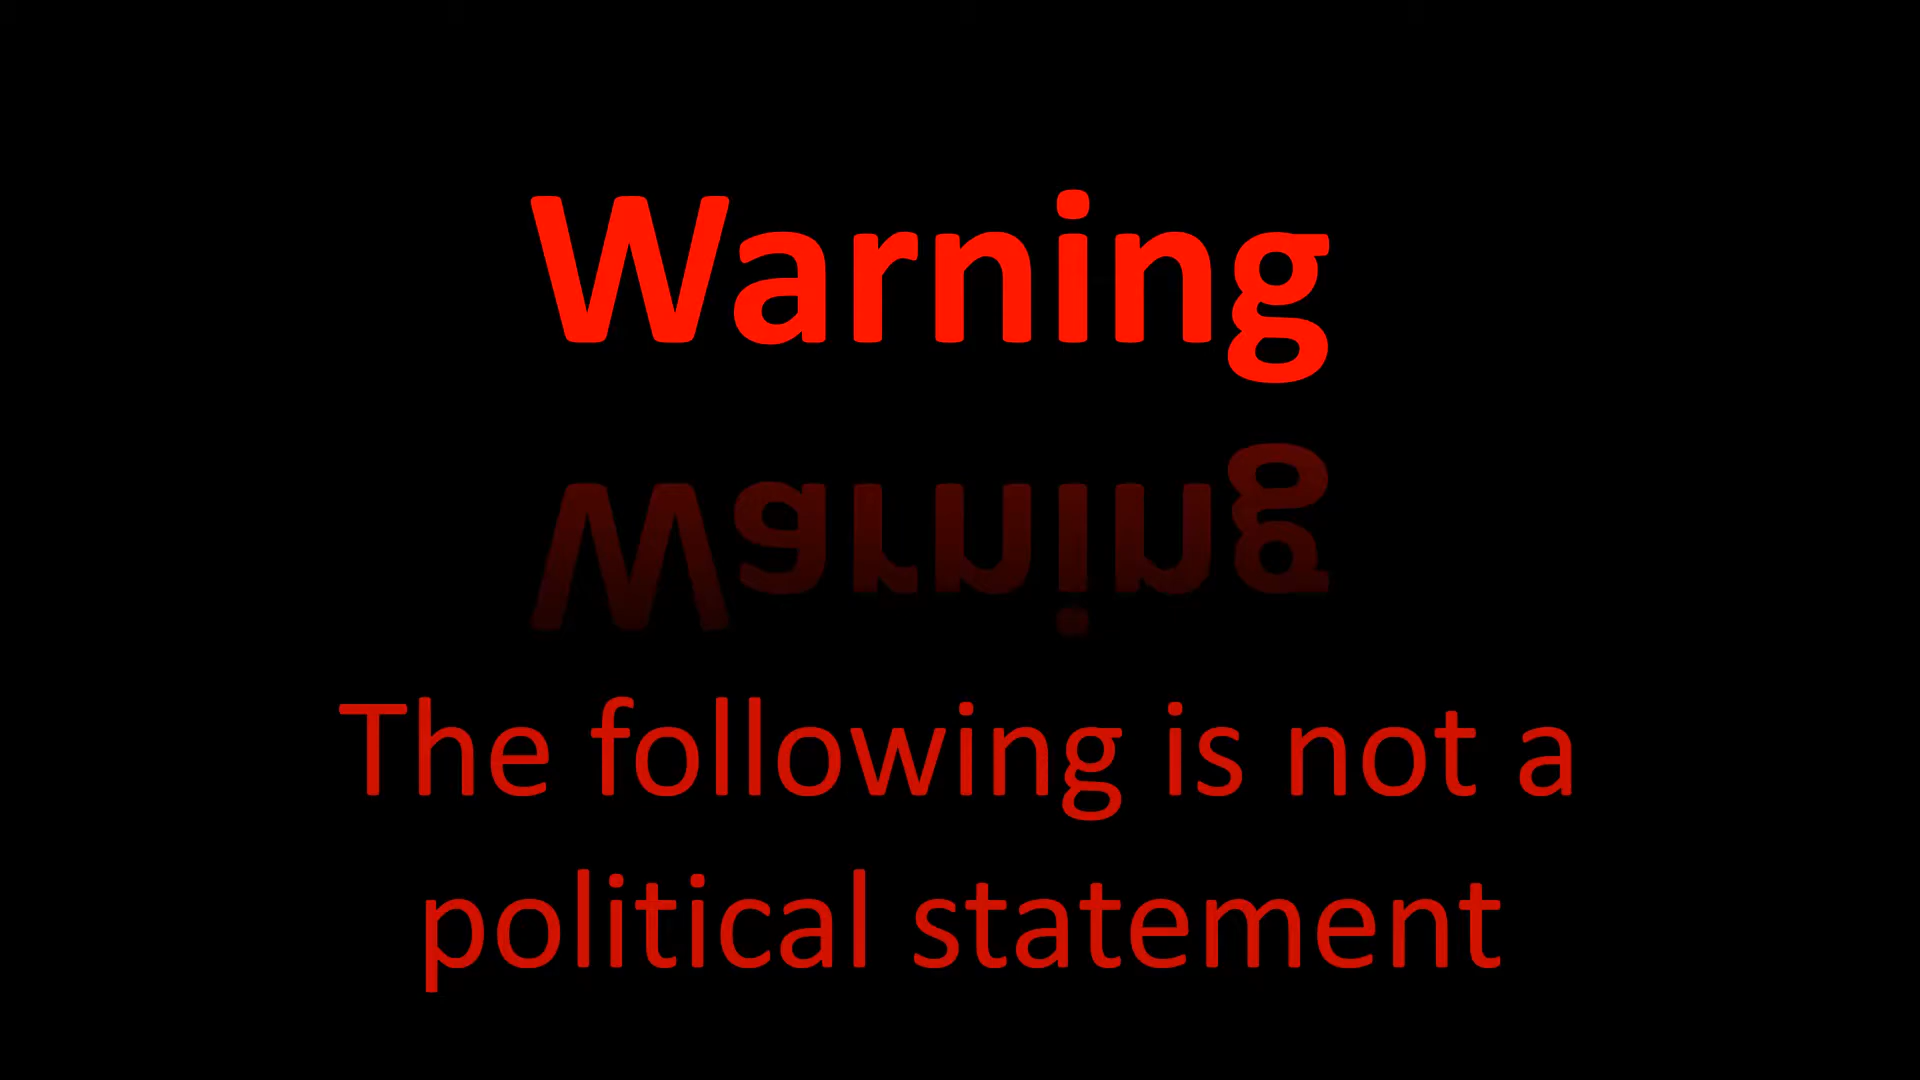 Warning
The following is not a
political statement